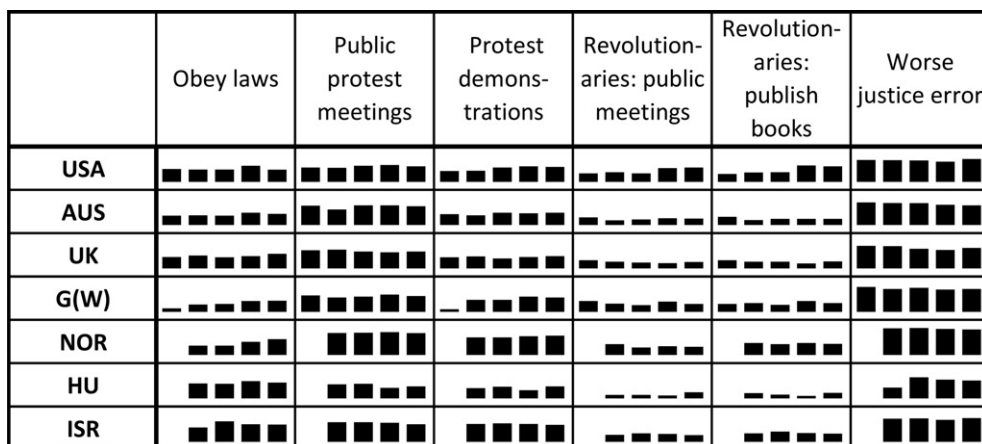 Obey laws
Public
protest
meetings
Protest
demons-
trations
Revolution-
aries: public
meetings
Revolution-
aries:
publish
books
Worse
justice error
USA
AUS
UK
G(W)
NOR
HU
ISR